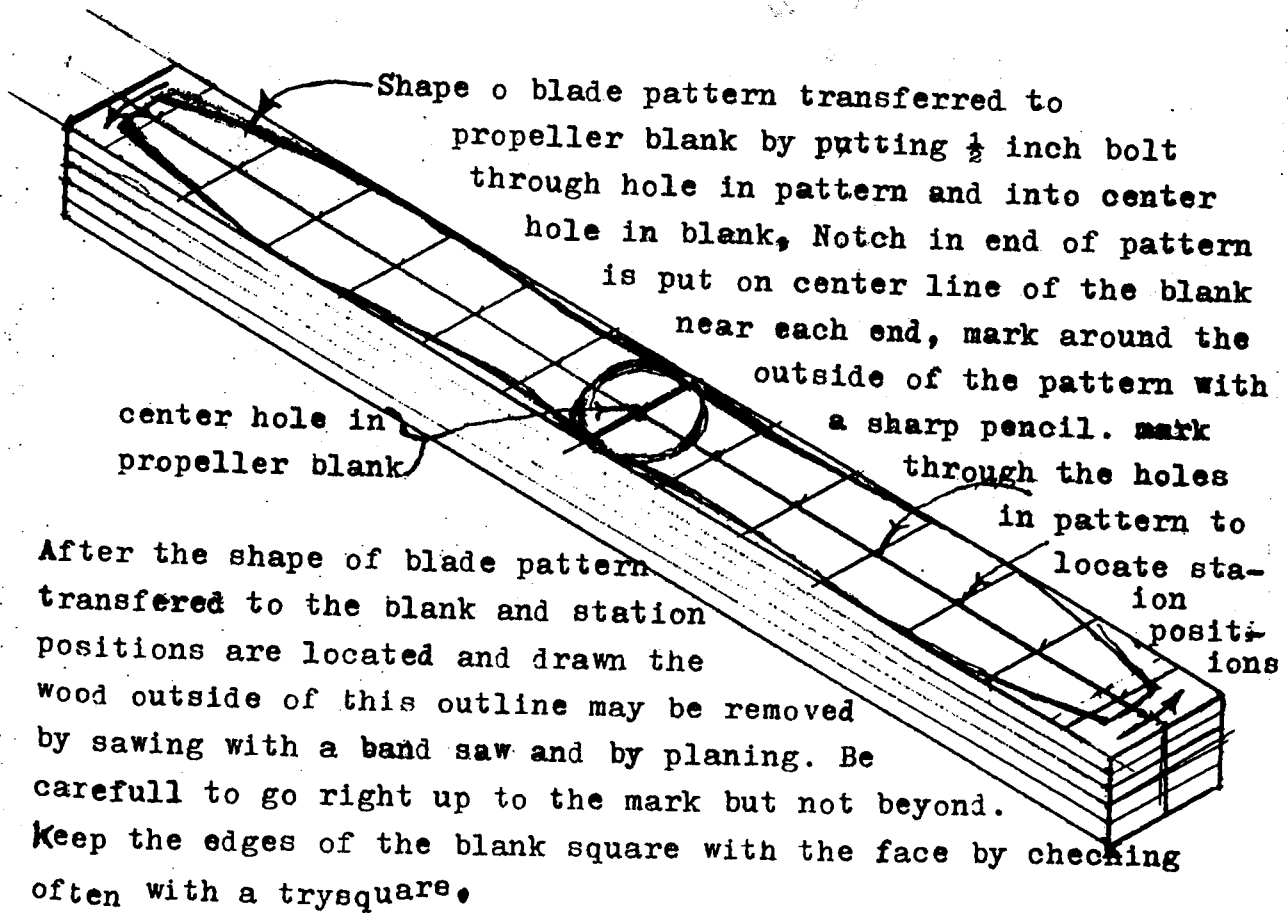 Shape o blade pattern transferred to
propeller blank by putting ½ inch bolt
through hole in pattern and into center
hole in blank, Notch in end of pattern
is put on center line of the blank
near each end, mark around the
outside of the pattern with
a sharp pencil. mark
through the holes
in pattern to
locate sta-
ion
positi-
ions
center hole in
propeller blank
After the shape of blade pattern
transfered to the blank and station
positions are located and drawn the
wood outside of this outline may be removed
by sawing with a band saw and by planing. Be
carefull to go right up to the mark but not beyond.
Keep the edges of the blank square with the face by checking
often with a trysquare.